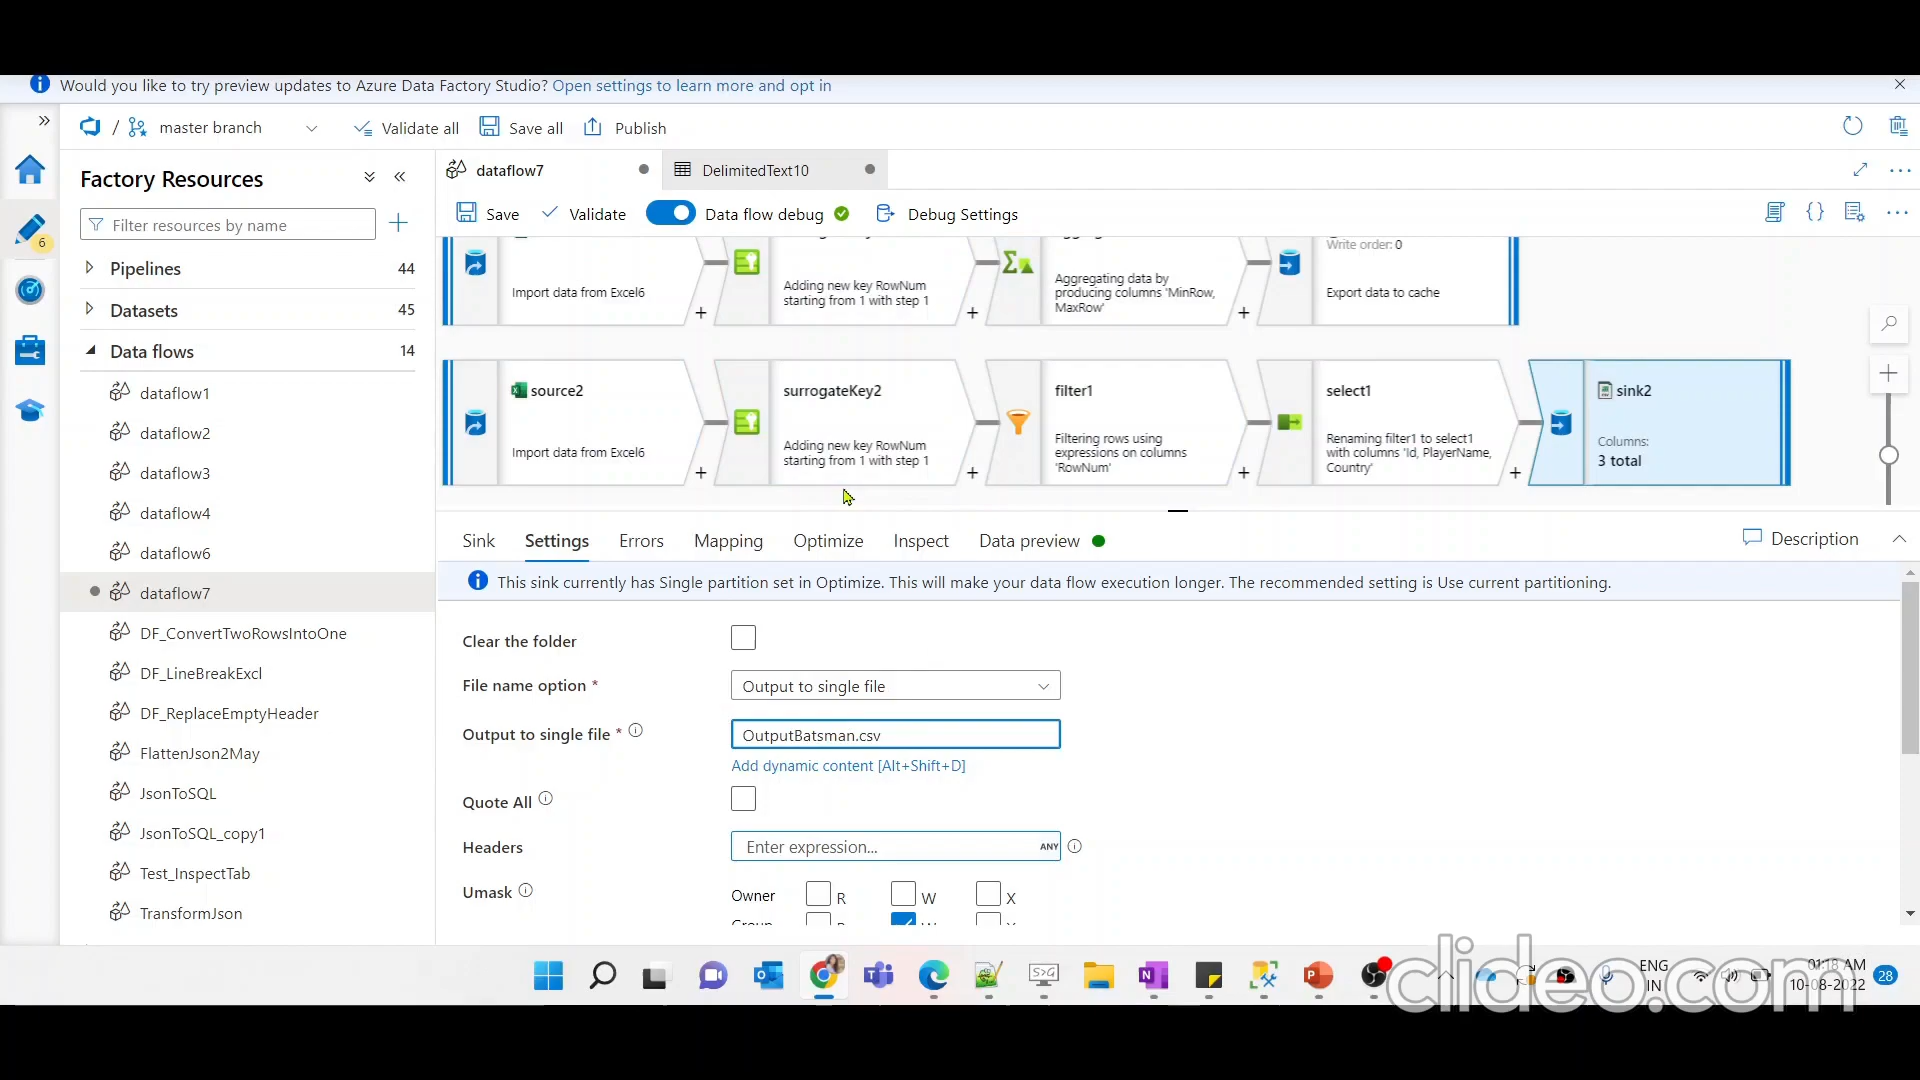 Would you like to try preview updates to Azure Data Factory Studio? Open settings to learn more and opt in
/ master branch
Validate all
Save all
Publish
Factory Resources
Filter resources by name
6
Pipelines 44
Datasets 45
Data flows 14
dataflow1
dataflow2
dataflow3
dataflow4
dataflow6
dataflow7
DF_ConvertTwoRowsIntoOne
DF_LineBreakExcl
DF_ReplaceEmptyHeader
FlattenJson2May
JsonToSQL
JsonToSQL_copy1
Test_InspectTab
TransformJson
dataflow7
DelimitedText10
Save
Validate
Data flow debug
Debug Settings
Import data from Excel6
+
Adding new key RowNum
starting from 1 with step 1
+
Aggregating data by
producing columns 'MinRow,
MaxRow'
+
Write order: 0
Export data to cache
source2
Import data from Excel6
+
surrogateKey2
Adding new key RowNum
starting from 1 with step 1
+
filter1
Filtering rows using
expressions on columns
'RowNum'
+
select1
Renaming filter1 to select1
with columns 'Id, PlayerName,
Country'
+
sink2
Columns:
3 total
Sink
Settings
Errors
Mapping
Optimize
Inspect
Data preview
Description
This sink currently has Single partition set in Optimize. This will make your data flow execution longer. The recommended setting is Use current partitioning.
Clear the folder
File name option *
Output to single file
Output to single file *
OutputBatsman.csv
Add dynamic content [Alt+Shift+D]
Quote All
Headers
Enter expression...
ANY
Umask
Owner
R
W
X
ENG
IN
01:18 AM
10-08-2022
28
clideo.com